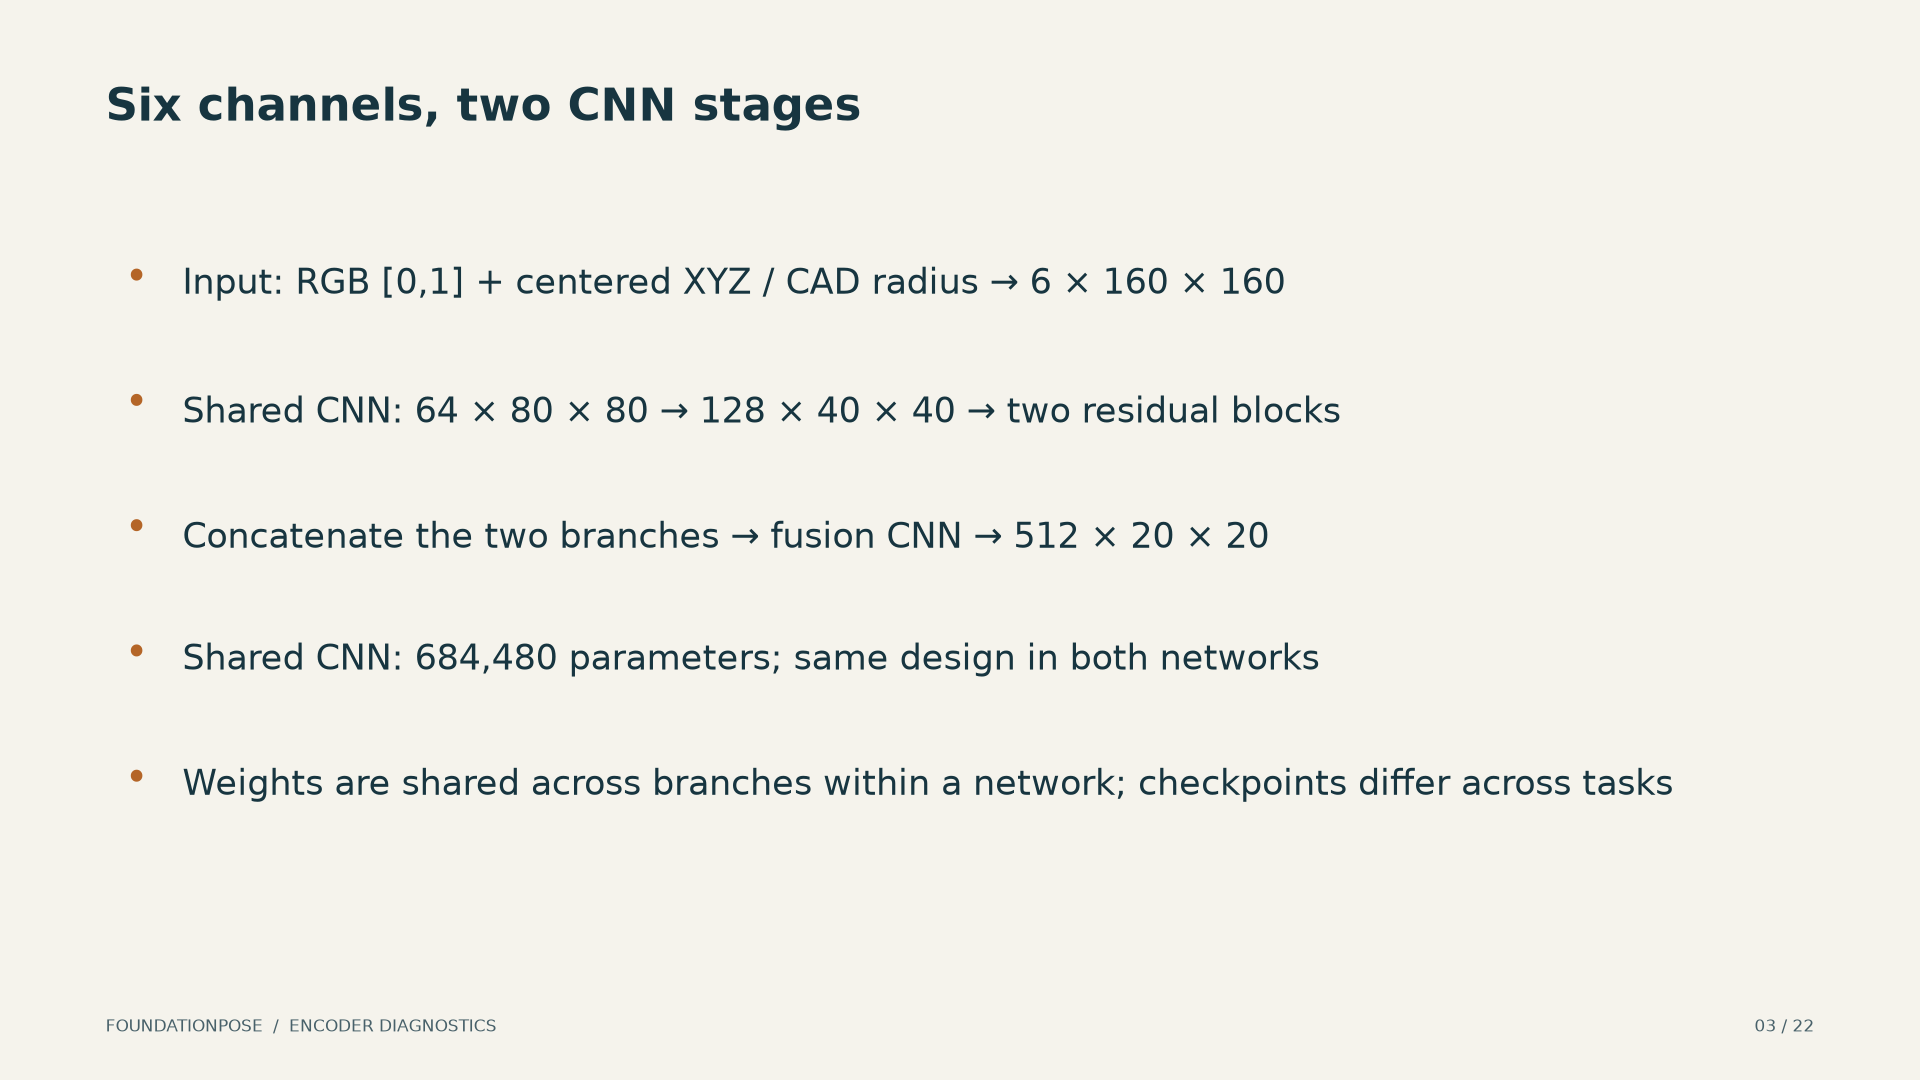 Six channels, two CNN stages
• Input: RGB [0,1] + centered XYZ / CAD radius → 6 × 160 × 160
• Shared CNN: 64 × 80 × 80 → 128 × 40 × 40 → two residual blocks
• Concatenate the two branches → fusion CNN → 512 × 20 × 20
• Shared CNN: 684,480 parameters; same design in both networks
• Weights are shared across branches within a network; checkpoints differ across tasks
FOUNDATIONPOSE / ENCODER DIAGNOSTICS
03 / 22